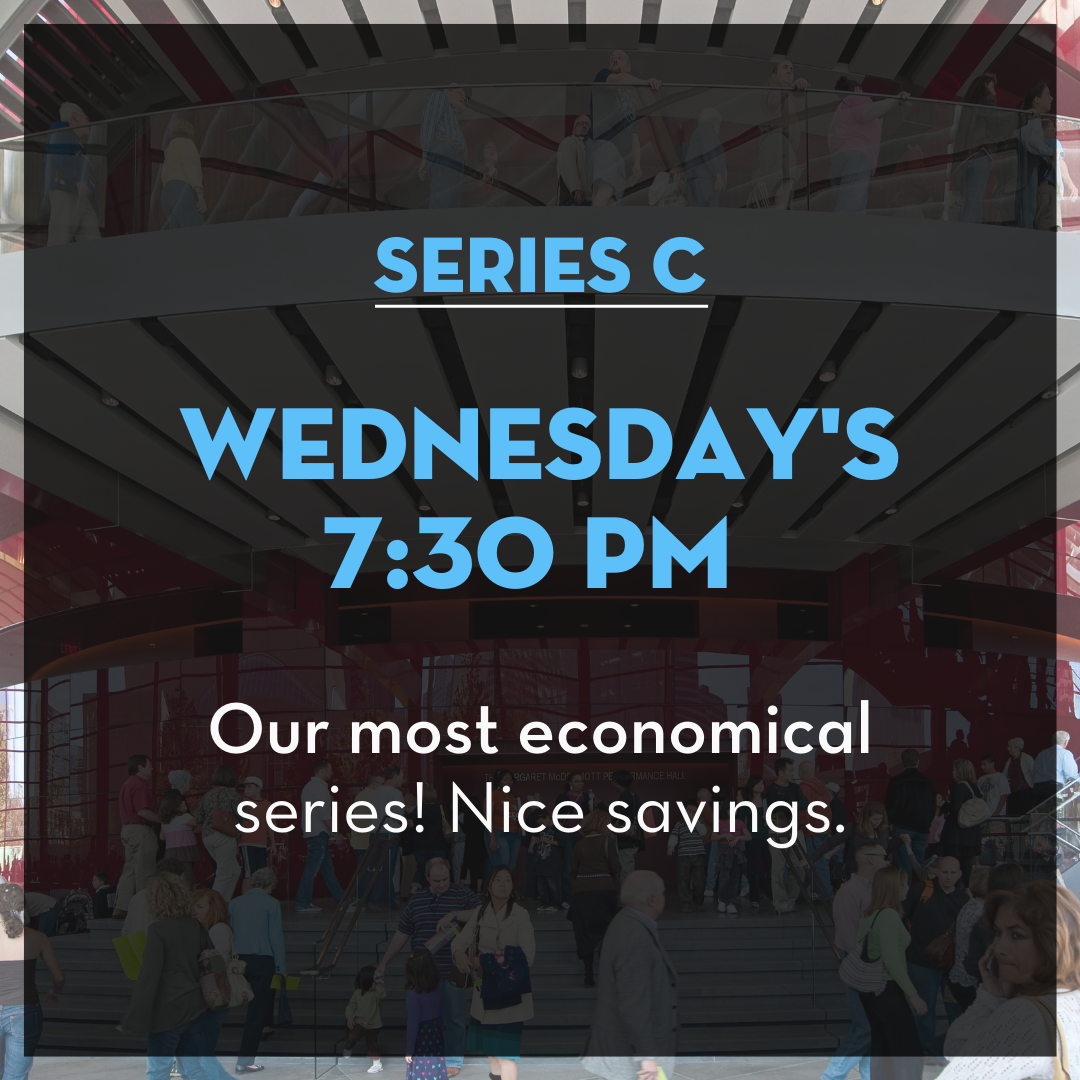 SERIES C
WEDNESDAY'S
7:30 PM
Our most economical
series! Nice savings.